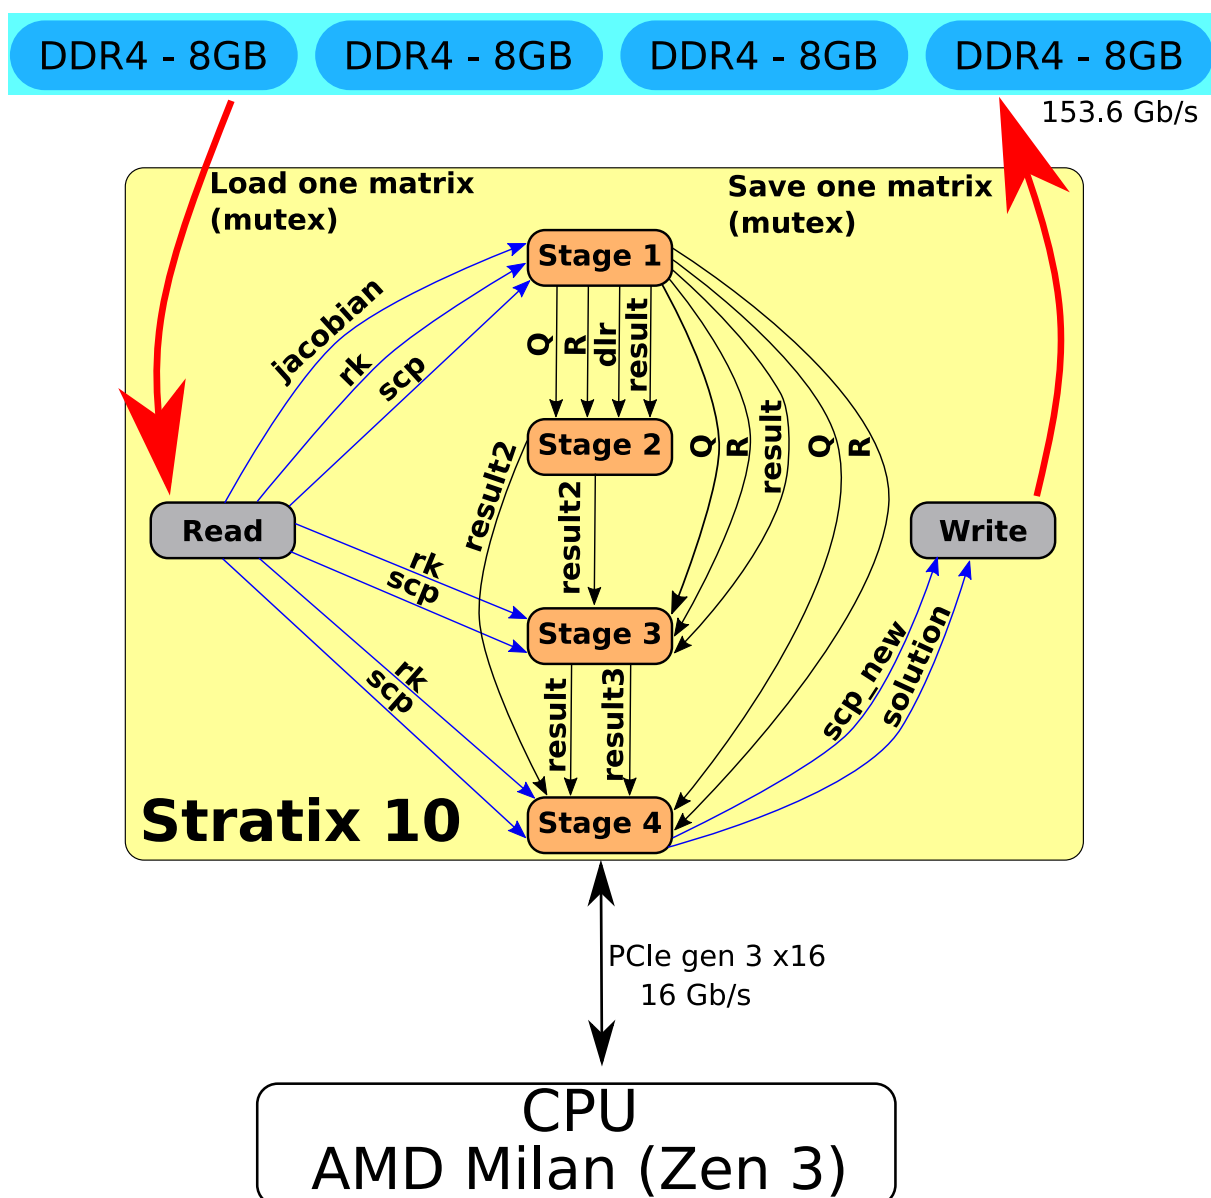 DDR4 - 8GB
DDR4 - 8GB
DDR4 - 8GB
DDR4 - 8GB
153.6 Gb/s
Load one matrix
(mutex)
Save one matrix
(mutex)
Stage 1
jacobian
rk
scp
Q
R
dlr
result
Stage 2
Q
R
result
Q
R
result2
result2
Read
Write
rk
scp
Stage 3
rk
scp
result
result3
scp_new
solution
Stratix 10
Stage 4
PCIe gen 3 x16
16 Gb/s
CPU
AMD Milan (Zen 3)